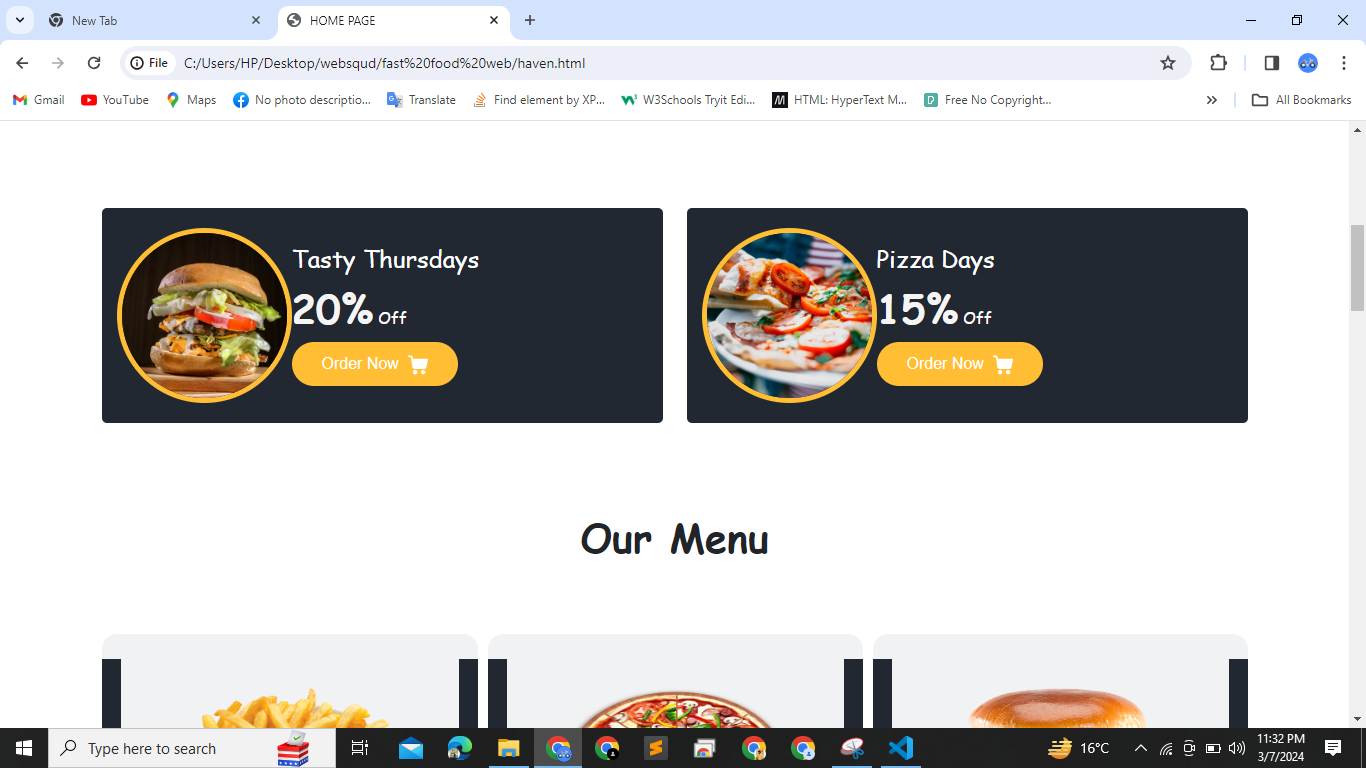 New Tab
HOME PAGE
File
C:/Users/HP/Desktop/websqud/fast%20food%20web/haven.html
Gmail
YouTube
Maps
No photo descriptio...
Translate
Find element by XP...
W3Schools Tryit Edi...
HTML: HyperText M...
Free No Copyright...
All Bookmarks
Tasty Thursdays
20% Off
Order Now
Pizza Days
15% Off
Order Now
Our Menu
Type here to search
16°C
11:32 PM
3/7/2024